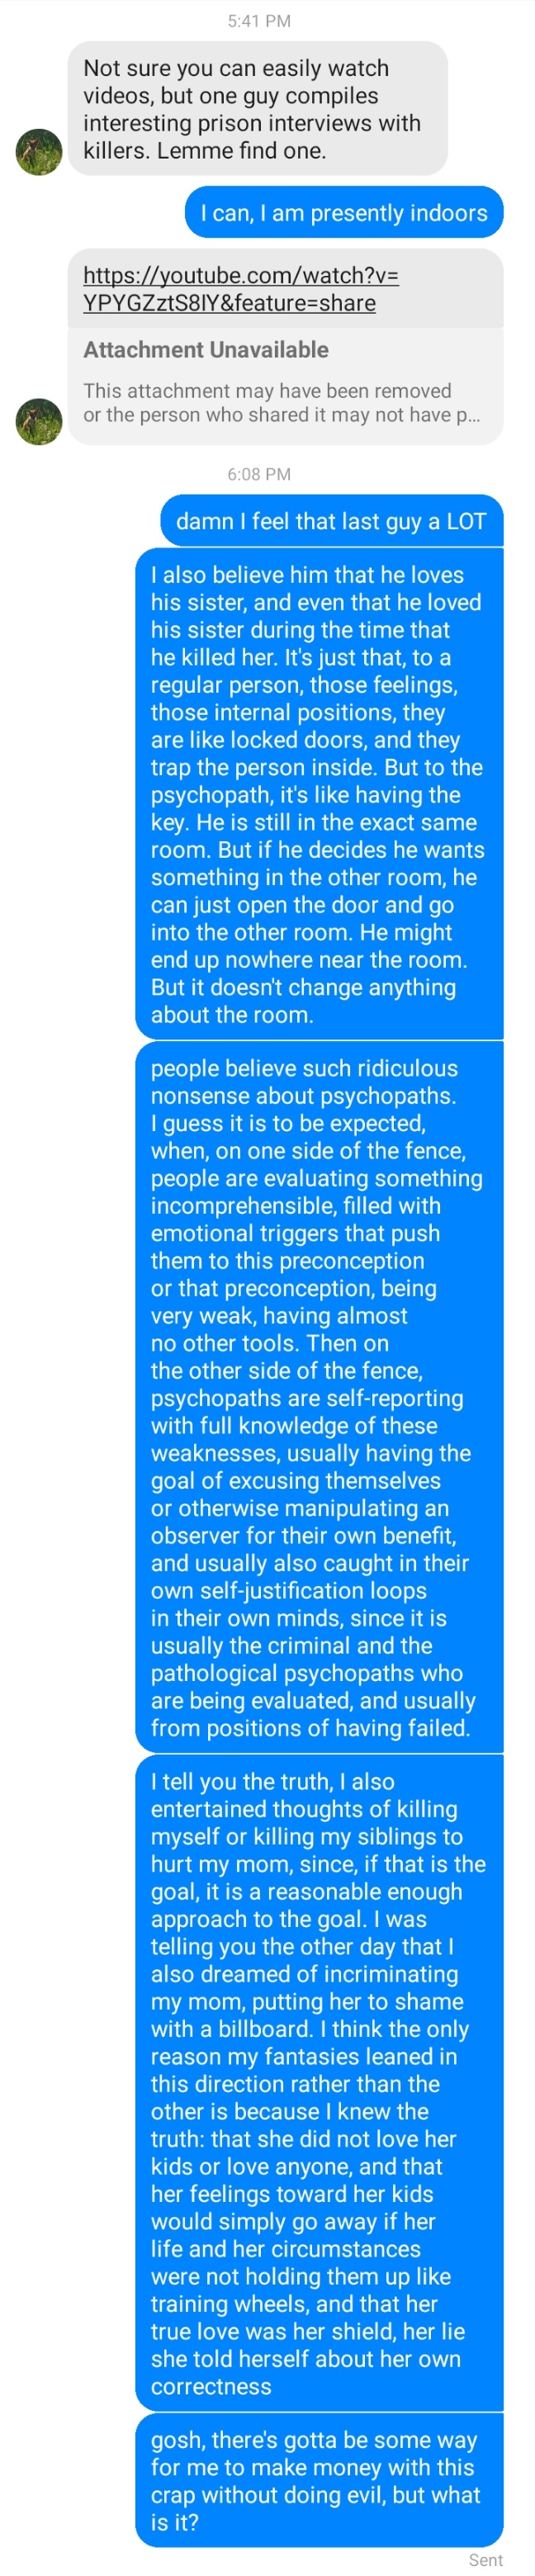 5:41 PM
Not sure you can easily watch
videos, but one guy compiles
interesting prison interviews with
killers. Lemme find one.
I can, I am presently indoors
https://youtube.com/watch?v=
YPYGZztS8lY&feature=share
Attachment Unavailable
This attachment may have been removed
or the person who shared it may not have p...
6:08 PM
damn I feel that last guy a LOT
I also believe him that he loves
his sister, and even that he loved
his sister during the time that
he killed her. It's just that, to a
regular person, those feelings,
those internal positions, they
are like locked doors, and they
trap the person inside. But to the
psychopath, it's like having the
key. He is still in the exact same
room. But if he decides he wants
something in the other room, he
can just open the door and go
into the other room. He might
end up nowhere near the room.
But it doesn't change anything
about the room.
people believe such ridiculous
nonsense about psychopaths.
I guess it is to be expected,
when, on one side of the fence,
people are evaluating something
incomprehensible, filled with
emotional triggers that push
them to this preconception
or that preconception, being
very weak, having almost
no other tools. Then on
the other side of the fence,
psychopaths are self-reporting
with full knowledge of these
weaknesses, usually having the
goal of excusing themselves
or otherwise manipulating an
observer for their own benefit,
and usually also caught in their
own self-justification loops
in their own minds, since it is
usually the criminal and the
pathological psychopaths who
are being evaluated, and usually
from positions of having failed.
I tell you the truth, I also
entertained thoughts of killing
myself or killing my siblings to
hurt my mom, since, if that is the
goal, it is a reasonable enough
approach to the goal. I was
telling you the other day that I
also dreamed of incriminating
my mom, putting her to shame
with a billboard. I think the only
reason my fantasies leaned in
this direction rather than the
other is because I knew the
truth: that she did not love her
kids or love anyone, and that
her feelings toward her kids
would simply go away if her
life and her circumstances
were not holding them up like
training wheels, and that her
true love was her shield, her lie
she told herself about her own
correctness
gosh, there's gotta be some way
for me to make money with this
crap without doing evil, but what
is it?
Sent